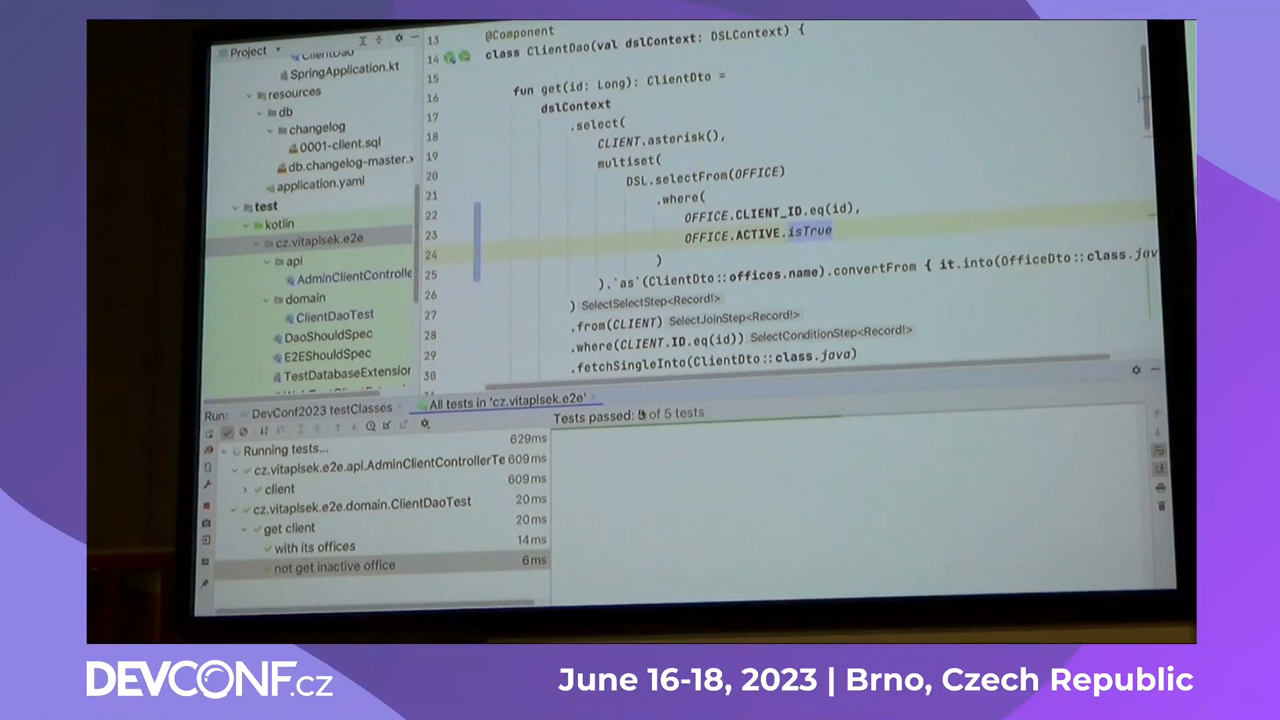 Project
ClientDao
SpringApplication.kt
resources
db
changelog
0001-client.sql
db.changelog-master.x
application.yaml
test
kotlin
cz.vitaplsek.e2e
api
AdminClientControlle
domain
ClientDaoTest
DaoShouldSpec
E2EShouldSpec
TestDatabaseExtension
13 @Component
14 class ClientDao(val dslContext: DSLContext) {
15
16 fun get(id: Long): ClientDto =
17 dslContext
18 .select(
19 CLIENT.asterisk(),
20 multiset(
21 DSL.selectFrom(OFFICE)
22 .where(
23 OFFICE.CLIENT_ID.eq(id),
24 OFFICE.ACTIVE.isTrue
25 )
26 ).`as`(ClientDto::offices.name).convertFrom { it.into(OfficeDto::class.jav
27 ) SelectSelectStep<Record!>
28 .from(CLIENT) SelectJoinStep<Record!>
29 .where(CLIENT.ID.eq(id)) SelectConditionStep<Record!>
30 .fetchSingleInto(ClientDto::class.java)
Run: DevConf2023 testClasses × All tests in 'cz.vitaplsek.e2e' ×
Tests passed: of 5 tests
Running tests... 629ms
cz.vitaplsek.e2e.api.AdminClientControllerTe 609ms
client 609ms
cz.vitaplsek.e2e.domain.ClientDaoTest 20ms
get client 20ms
with its offices 14ms
not get inactive office 6ms
DEVCONF.cz
June 16-18, 2023 | Brno, Czech Republic